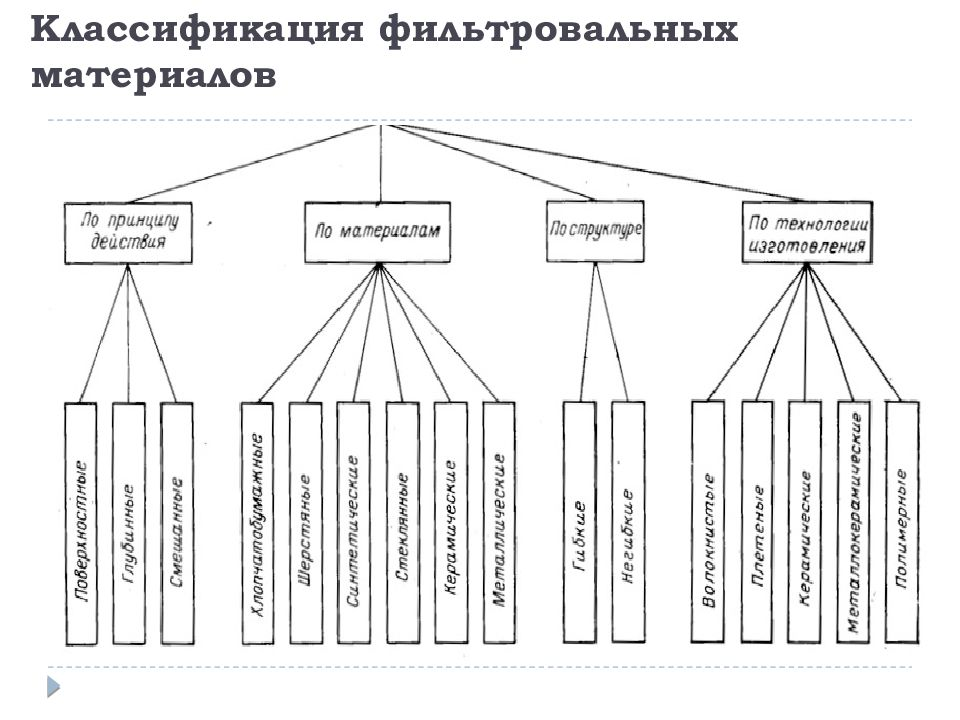 Классификация фильтровальных
материалов
По принципу
действия
По материалам
По структуре
По технологии
изготовления
Поверхностные
Глубинные
Смешанные
Хлопчатобумажные
Шерстяные
Синтетические
Стеклянные
Керамические
Металлические
Гибкие
Негибкие
Волокнистые
Плетеные
Керамические
Металлокерамические
Полимерные